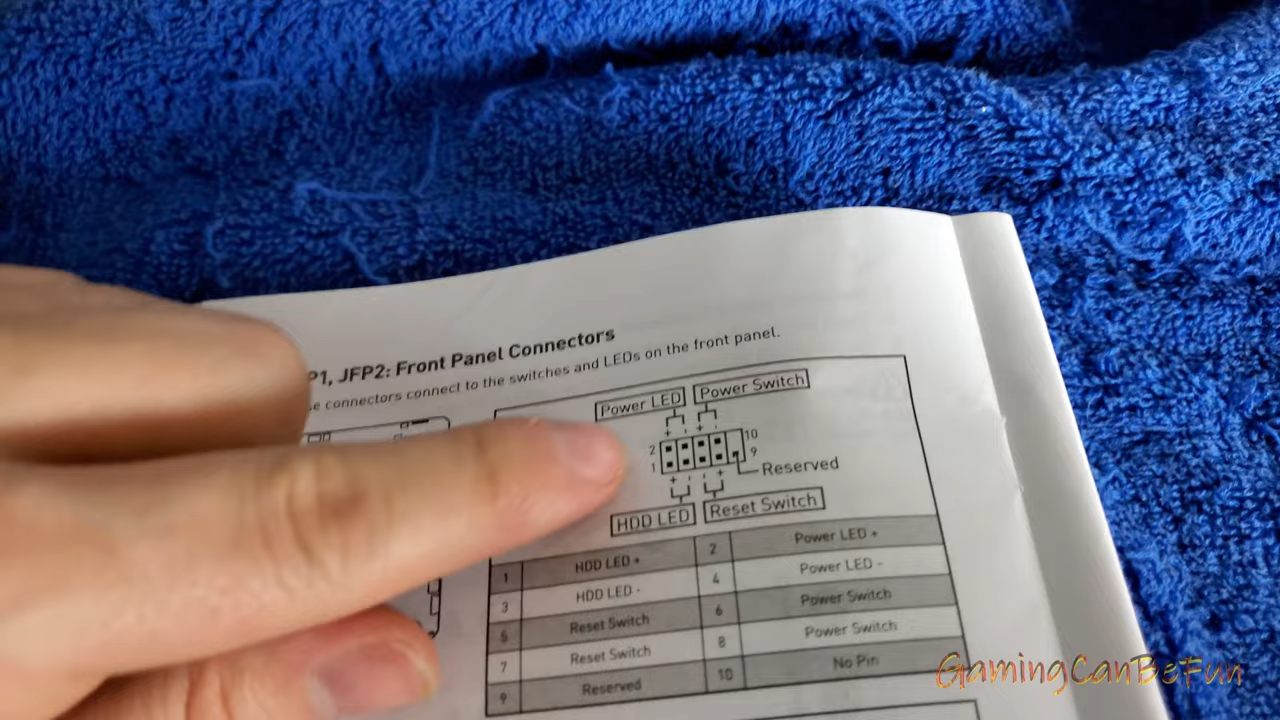 P1, JFP2: Front Panel Connectors
se connectors connect to the switches and LEDs on the front panel.
Power LED Power Switch
+ - + -
2 10
1 9
Reserved
+ - - +
HDD LED Reset Switch
1 HDD LED + 2 Power LED +
3 HDD LED - 4 Power LED -
5 Reset Switch 6 Power Switch
7 Reset Switch 8 Power Switch
9 Reserved 10 No Pin
GamingCanBeFun